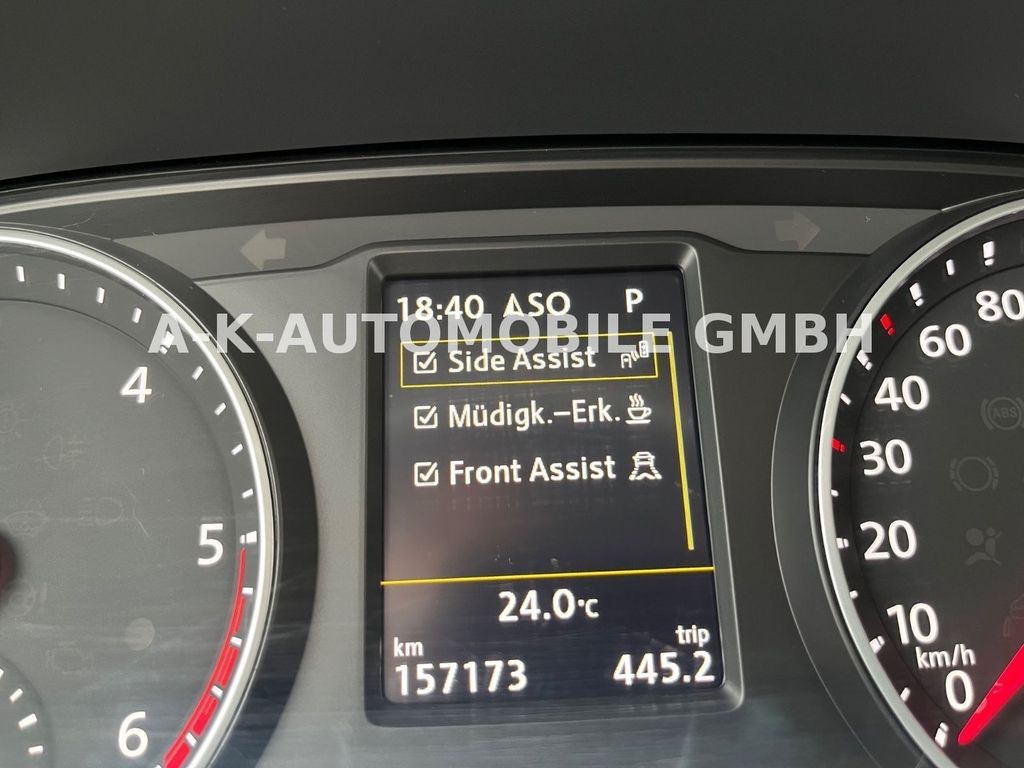 18:40 ASO P
A-K-AUTOMOBILE GMBH
Side Assist
Müdigk.-Erk.
Front Assist
24.0°C
km trip
157173 445.2
4
5
6
80
60
40
30
20
10
km/h
0
ABS